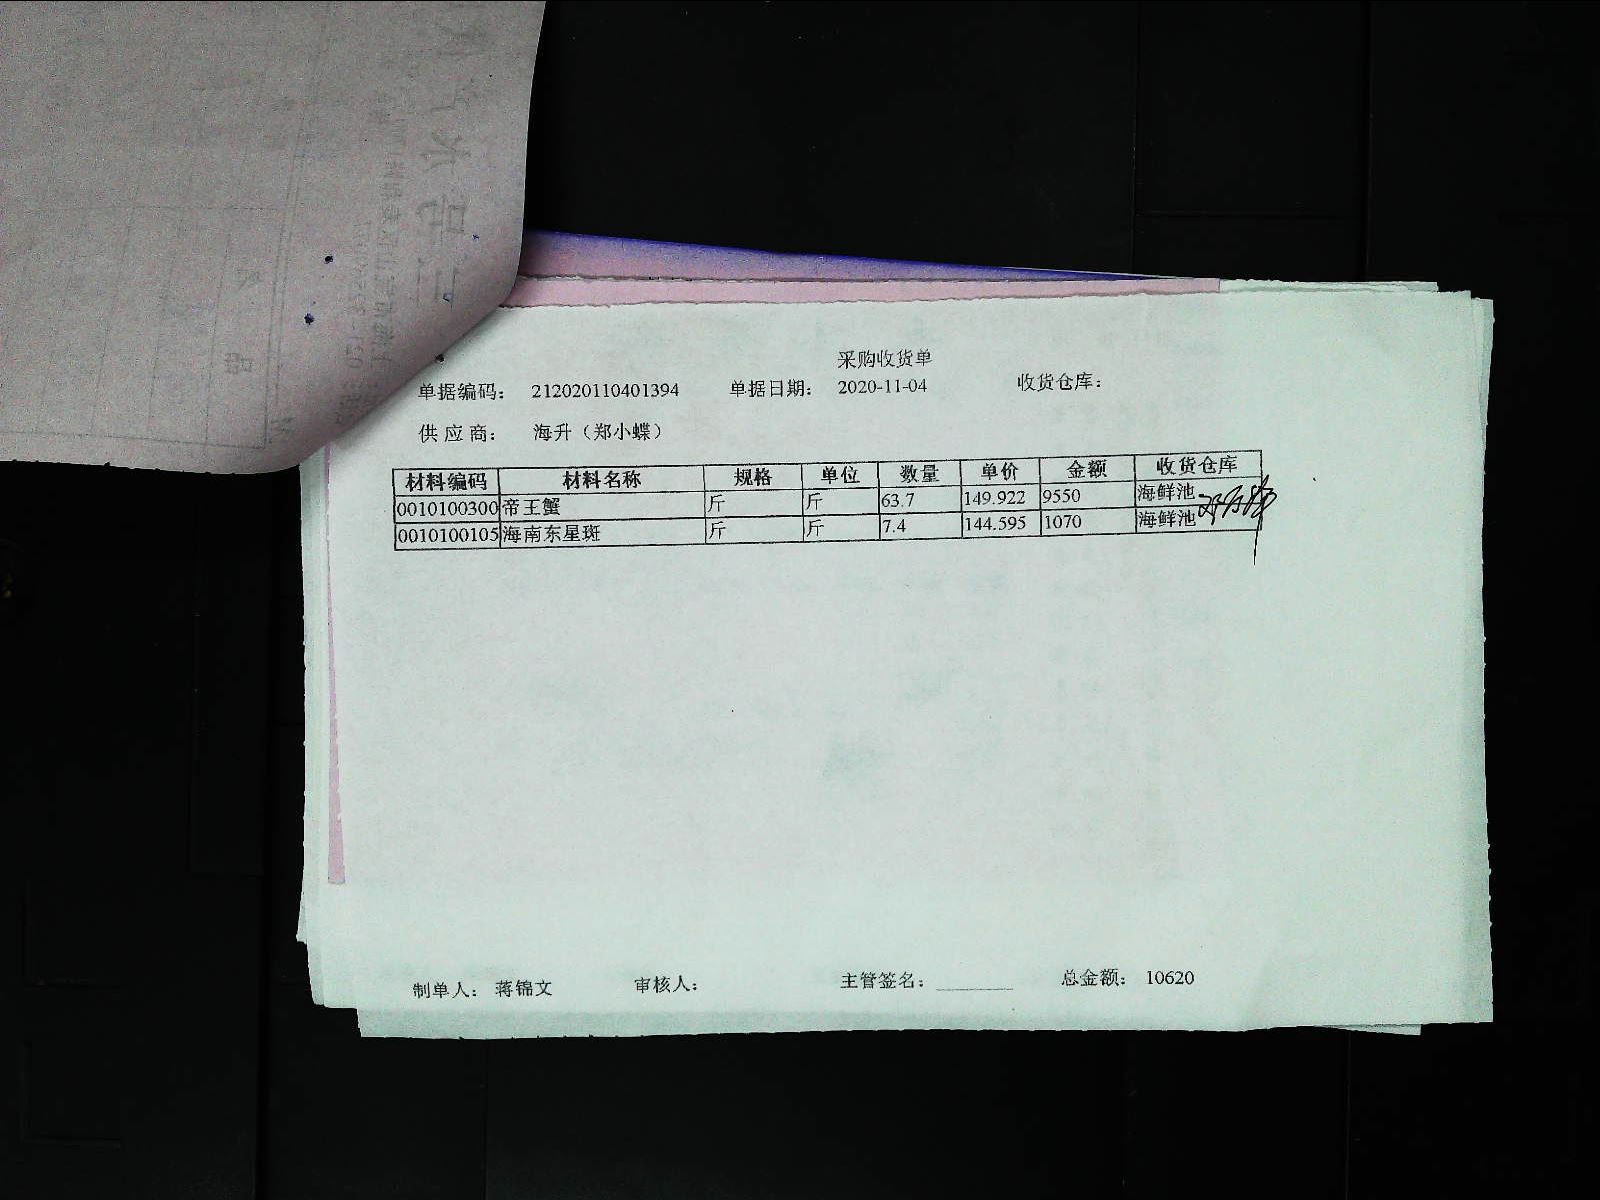 采购收货单
单据编码： 212020110401394 单据日期： 2020-11-04 收货仓库：
供应商： 海升（郑小蝶）
材料编码 材料名称 规格 单位 数量 单价 金额 收货仓库
0010100300 帝王蟹 斤 斤 63.7 149.922 9550 海鲜池
0010100105 海南东星斑 斤 斤 7.4 144.595 1070 海鲜池
制单人： 蒋锦文 审核人： 主管签名：________ 总金额： 10620